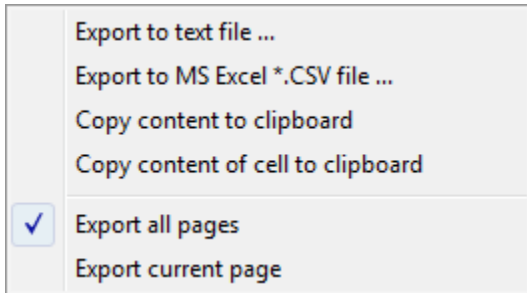 Export to text file ...
Export to MS Excel *.CSV file ...
Copy content to clipboard
Copy content of cell to clipboard
Export all pages
Export current page